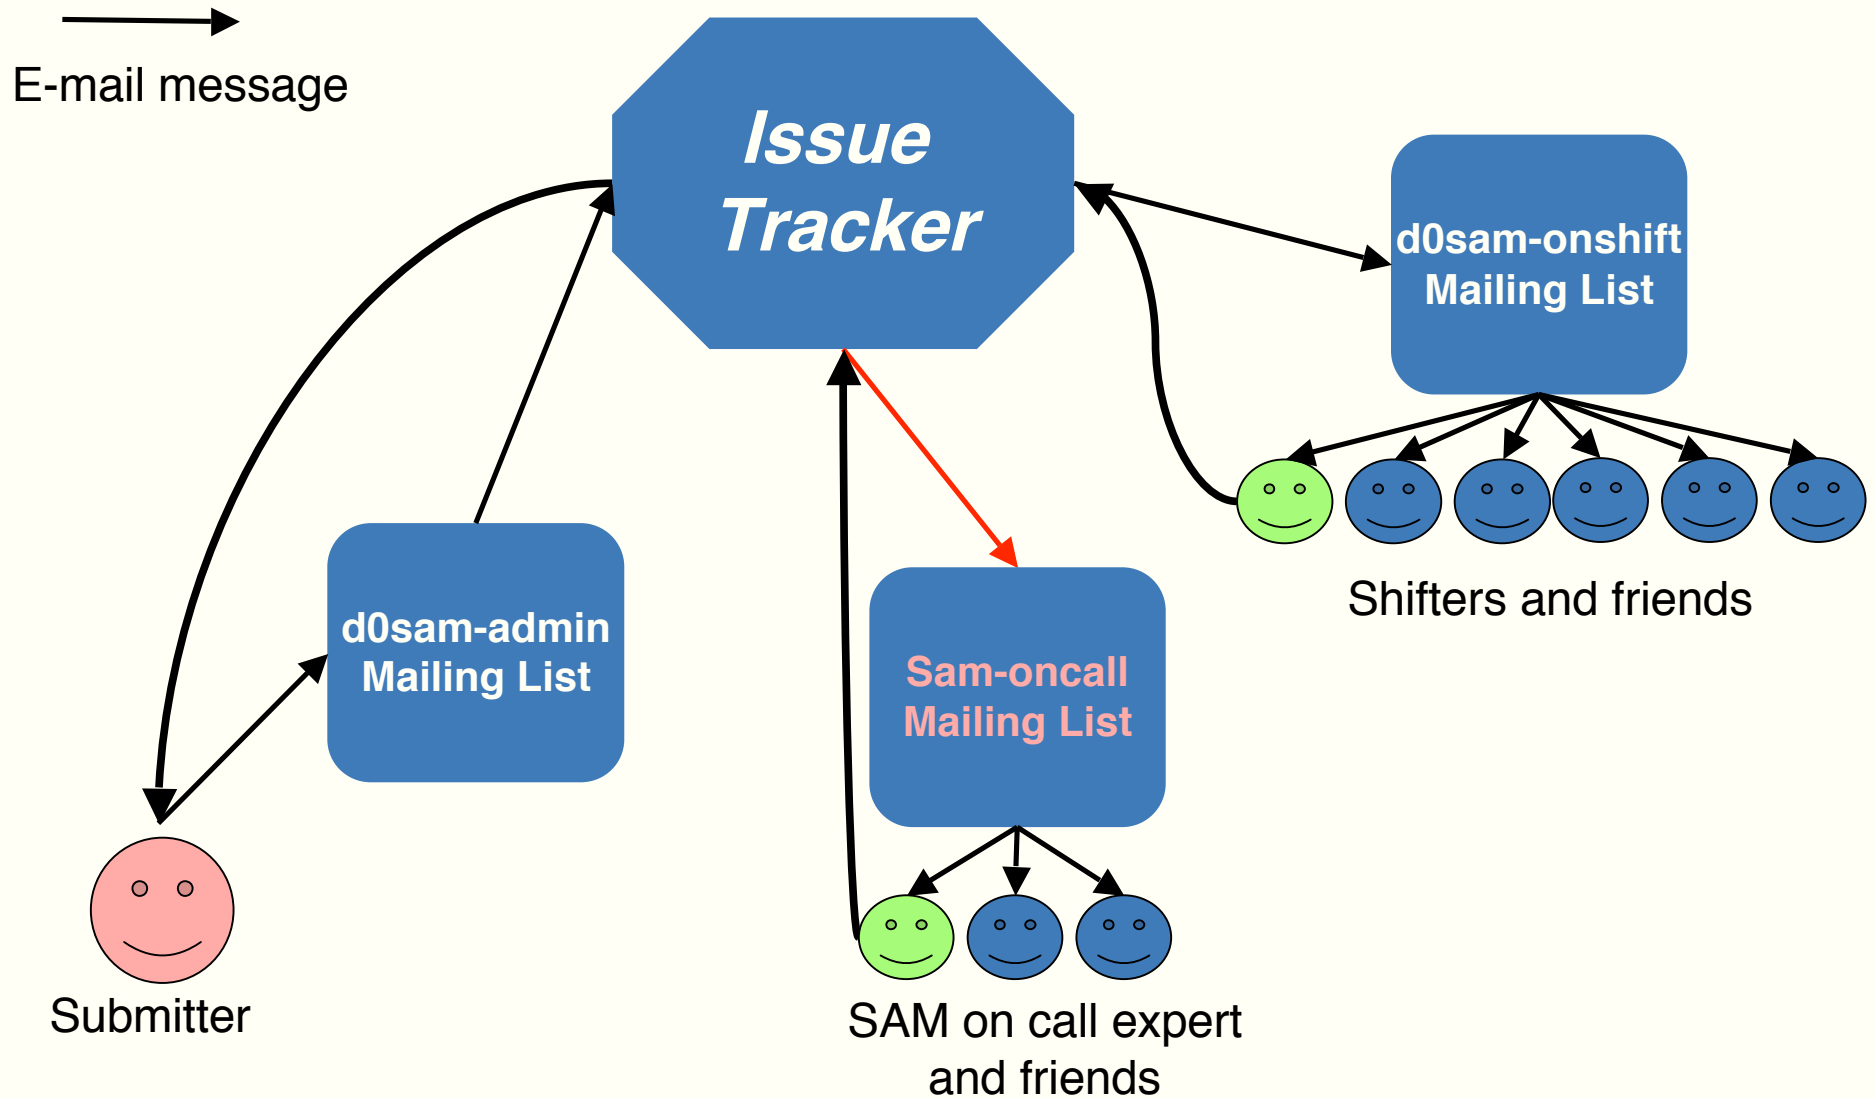 E-mail message
Issue
Tracker
d0sam-onshift
Mailing List
Shifters and friends
d0sam-admin
Mailing List
Sam-oncall
Mailing List
Submitter
SAM on call expert
and friends